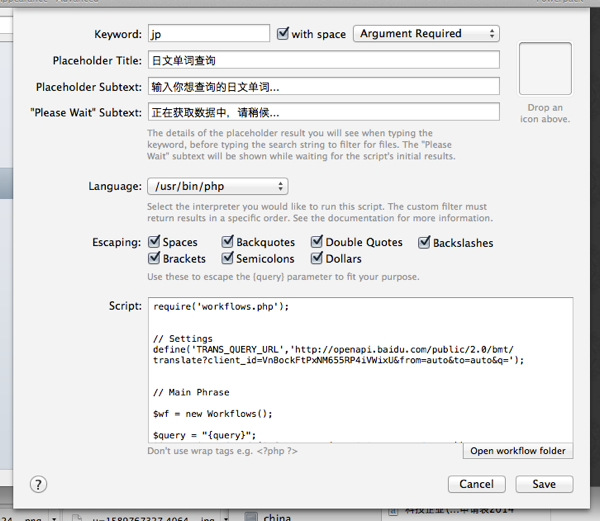 Keyword: jp with space Argument Required
Placeholder Title: 日文单词查询
Placeholder Subtext: 输入你想查询的日文单词...
"Please Wait" Subtext: 正在获取数据中，请稍候...
Drop an
icon above.
The details of the placeholder result you will see when typing the
keyword, before typing the search string to filter for files. The "Please
Wait" subtext will be shown while waiting for the script's initial results.
Language: /usr/bin/php
Select the interpreter you would like to run this script. The custom filter must
return results in a specific order. See the documentation for more information.
Escaping: Spaces Backquotes Double Quotes Backslashes
Brackets Semicolons Dollars
Use these to escape the {query} parameter to fit your purpose.
Script: require('workflows.php');
// Settings
define('TRANS_QUERY_URL','http://openapi.baidu.com/public/2.0/bmt/
translate?client_id=VnBockFtPxNM655RP4iVWixU&from=auto&to=auto&q=');
// Main Phrase
$wf = new Workflows();
$query = "{query}";
Don't use wrap tags e.g. <?php ?>
Open workflow folder
? Cancel Save
china